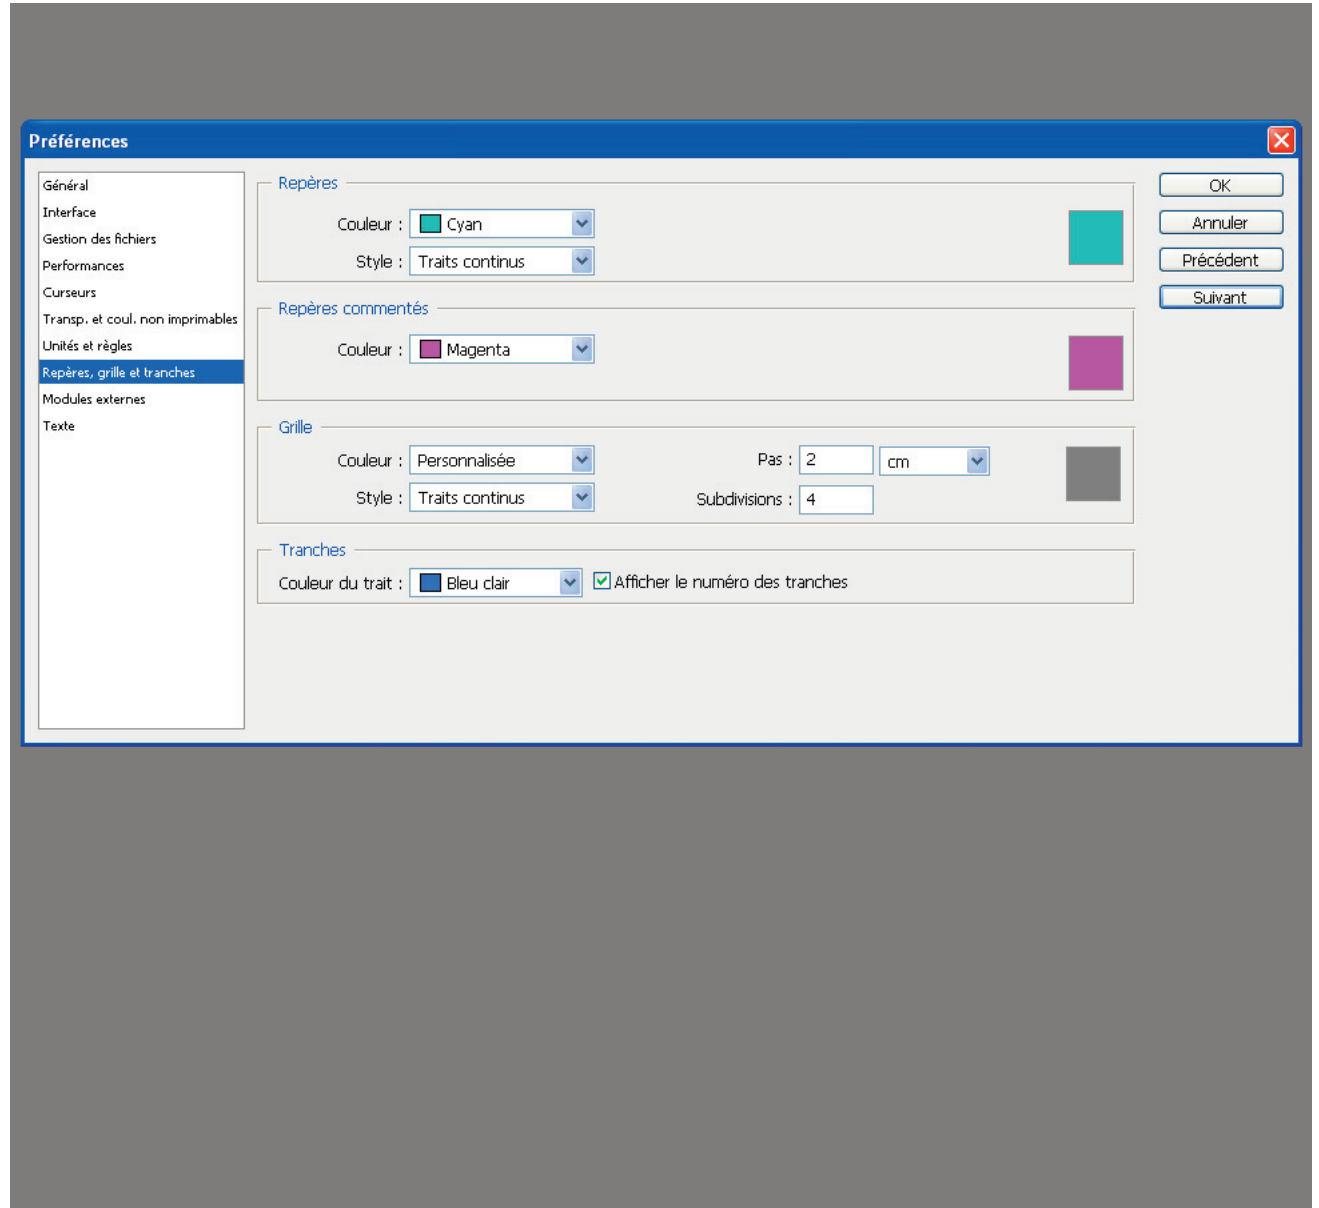 Préférences
Général
Interface
Gestion des fichiers
Performances
Curseurs
Transp. et coul. non imprimables
Unités et règles
Repères, grille et tranches
Modules externes
Texte
Repères
Couleur : Cyan
Style : Traits continus
Repères commentés
Couleur : Magenta
Grille
Couleur : Personnalisée Pas : 2 cm
Style : Traits continus Subdivisions : 4
Tranches
Couleur du trait : Bleu clair Afficher le numéro des tranches
OK
Annuler
Précédent
Suivant